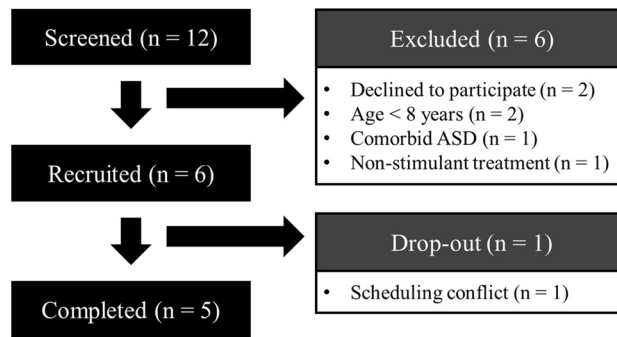 Screened (n = 12)
Excluded (n = 6)
• Declined to participate (n = 2)
• Age < 8 years (n = 2)
• Comorbid ASD (n = 1)
• Non-stimulant treatment (n = 1)
Recruited (n = 6)
Drop-out (n = 1)
• Scheduling conflict (n = 1)
Completed (n = 5)